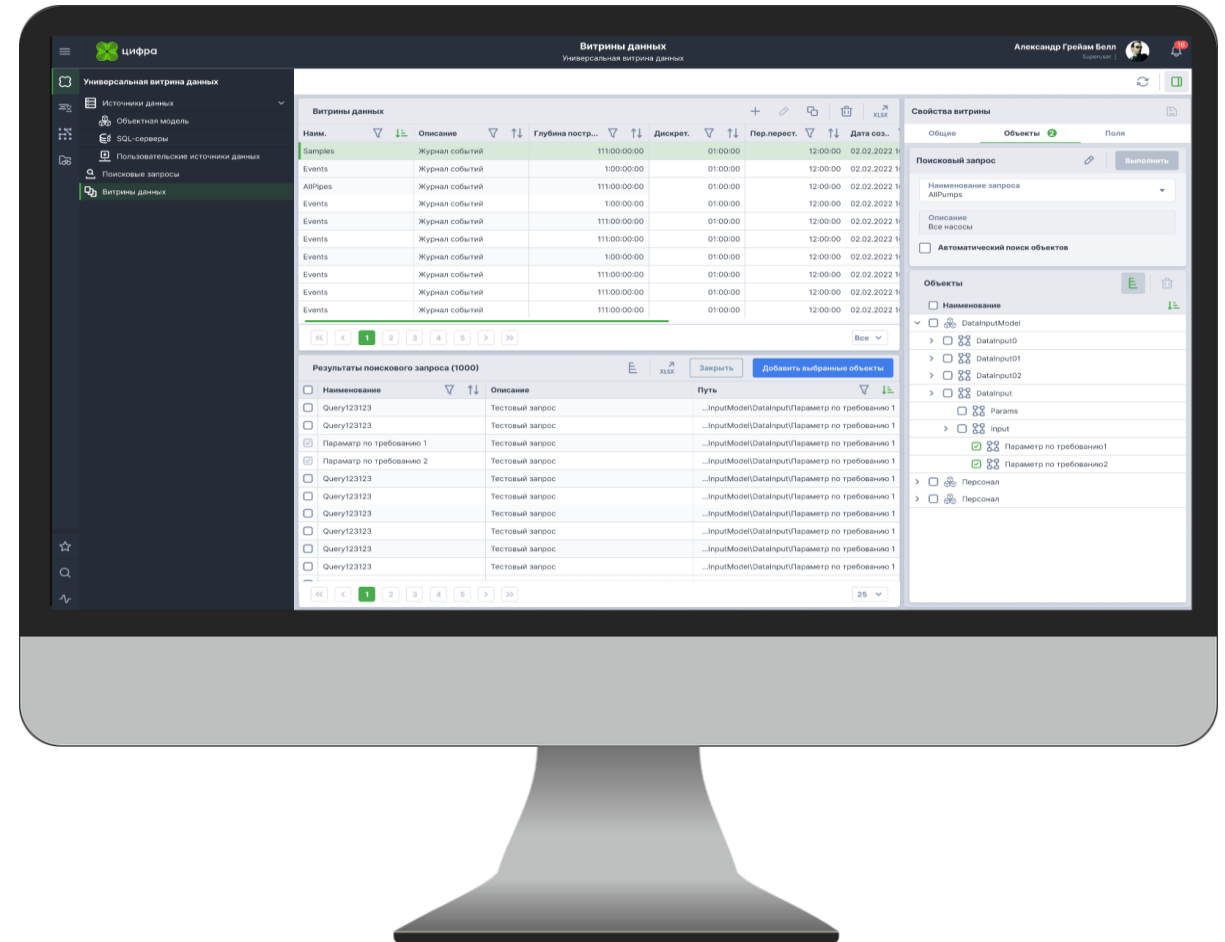 цифра
Витрины данных
Универсальная витрина данных
Александр Грейам Белл
Superuser |
18
Универсальная витрина данных
Источники данных
Объектная модель
SQL-серверы
Пользовательские источники данных
Поисковые запросы
Витрины данных
Витрины данных
XLSX
Наим. Описание Глубина постр... Дискрет. Пер.перест. Дата соз..
Samples Журнал событий 111:00:00:00 01:00:00 12:00:00 02.02.2022 1
Events Журнал событий 1:00:00:00 01:00:00 12:00:00 02.02.2022 1
AllPipes Журнал событий 111:00:00:00 01:00:00 12:00:00 02.02.2022 1
Events Журнал событий 1:00:00:00 01:00:00 12:00:00 02.02.2022 1
Events Журнал событий 111:00:00:00 01:00:00 12:00:00 02.02.2022 1
Events Журнал событий 111:00:00:00 01:00:00 12:00:00 02.02.2022 1
Events Журнал событий 1:00:00:00 01:00:00 12:00:00 02.02.2022 1
Events Журнал событий 111:00:00:00 01:00:00 12:00:00 02.02.2022 1
Events Журнал событий 111:00:00:00 01:00:00 12:00:00 02.02.2022 1
Events Журнал событий 111:00:00:00 01:00:00 12:00:00 02.02.2022 1
1 2 3 4 5 Все
Результаты поискового запроса (1000) XLSX Закрыть Добавить выбранные объекты
Наименование Описание Путь
Query123123 Тестовый запрос ...InputModel\DataInput\Параметр по требованию 1
Query123123 Тестовый запрос ...InputModel\DataInput\Параметр по требованию 1
Параматр по требованию 1 Тестовый запрос ...InputModel\DataInput\Параметр по требованию 1
Параматр по требованию 2 Тестовый запрос ...InputModel\DataInput\Параметр по требованию 1
Query123123 Тестовый запрос ...InputModel\DataInput\Параметр по требованию 1
Query123123 Тестовый запрос ...InputModel\DataInput\Параметр по требованию 1
Query123123 Тестовый запрос ...InputModel\DataInput\Параметр по требованию 1
Query123123 Тестовый запрос ...InputModel\DataInput\Параметр по требованию 1
Query123123 Тестовый запрос ...InputModel\DataInput\Параметр по требованию 1
Query123123 Тестовый запрос ...InputModel\DataInput\Параметр по требованию 1
1 2 3 4 5 25
Свойства витрины
Общие Объекты 2 Поля
Поисковый запрос Выполнить
Наименование запроса
AllPumps
Описание
Все насосы
Автоматический поиск объектов
Объекты
Наименование
DataInputModel
DataInput0
DataInput01
DataInput02
DataInput
Params
Input
Параметр по требованию1
Параметр по требованию2
Персонал
Персонал